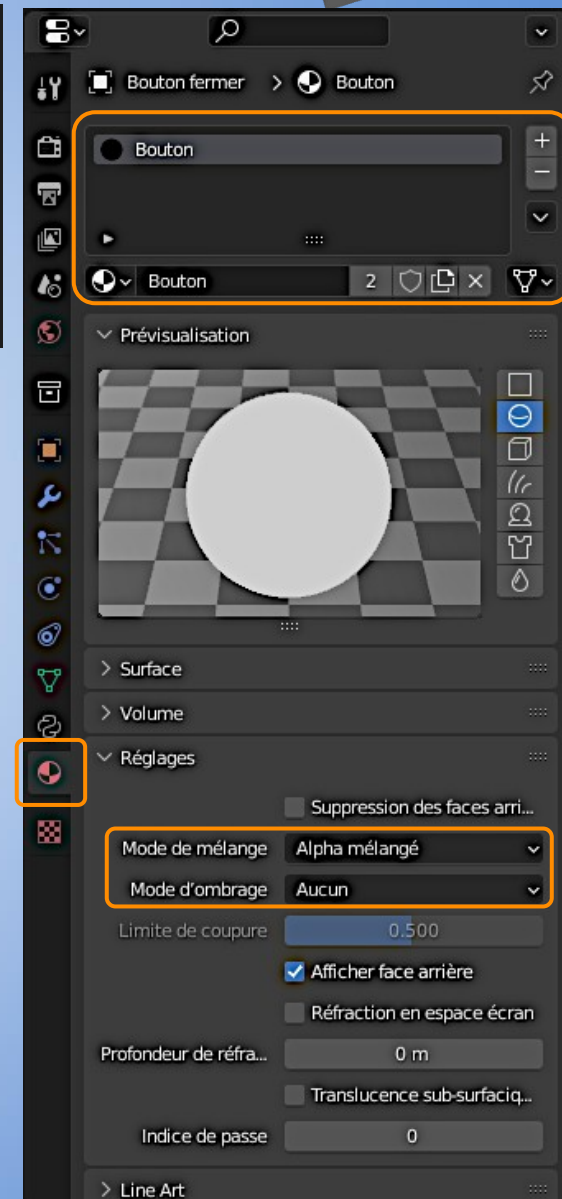 Bouton fermer > Bouton
Bouton
Bouton 2
Prévisualisation
Surface
Volume
Réglages
Suppression des faces arri...
Mode de mélange Alpha mélangé
Mode d'ombrage Aucun
Limite de coupure 0.500
Afficher face arrière
Réfraction en espace écran
Profondeur de réfra... 0 m
Translucence sub-surfaciq...
Indice de passe 0
Line Art